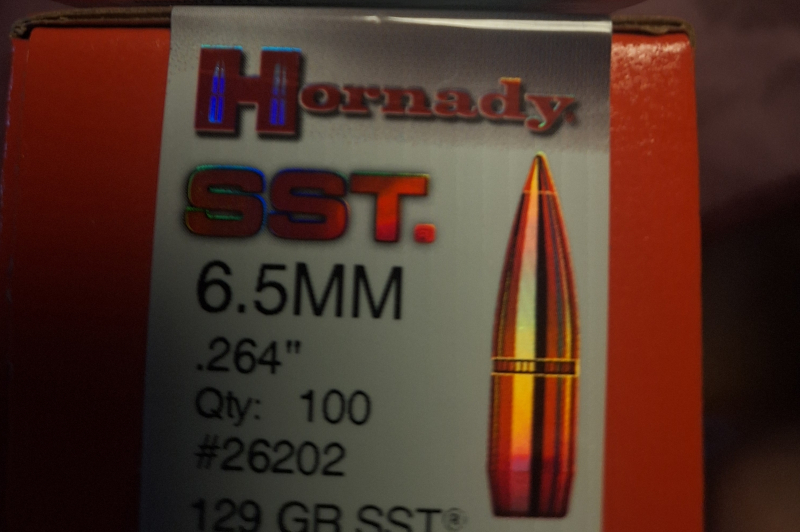 Hornady
SST.
6.5MM
.264"
Qty: 100
#26202
129 GR SST®